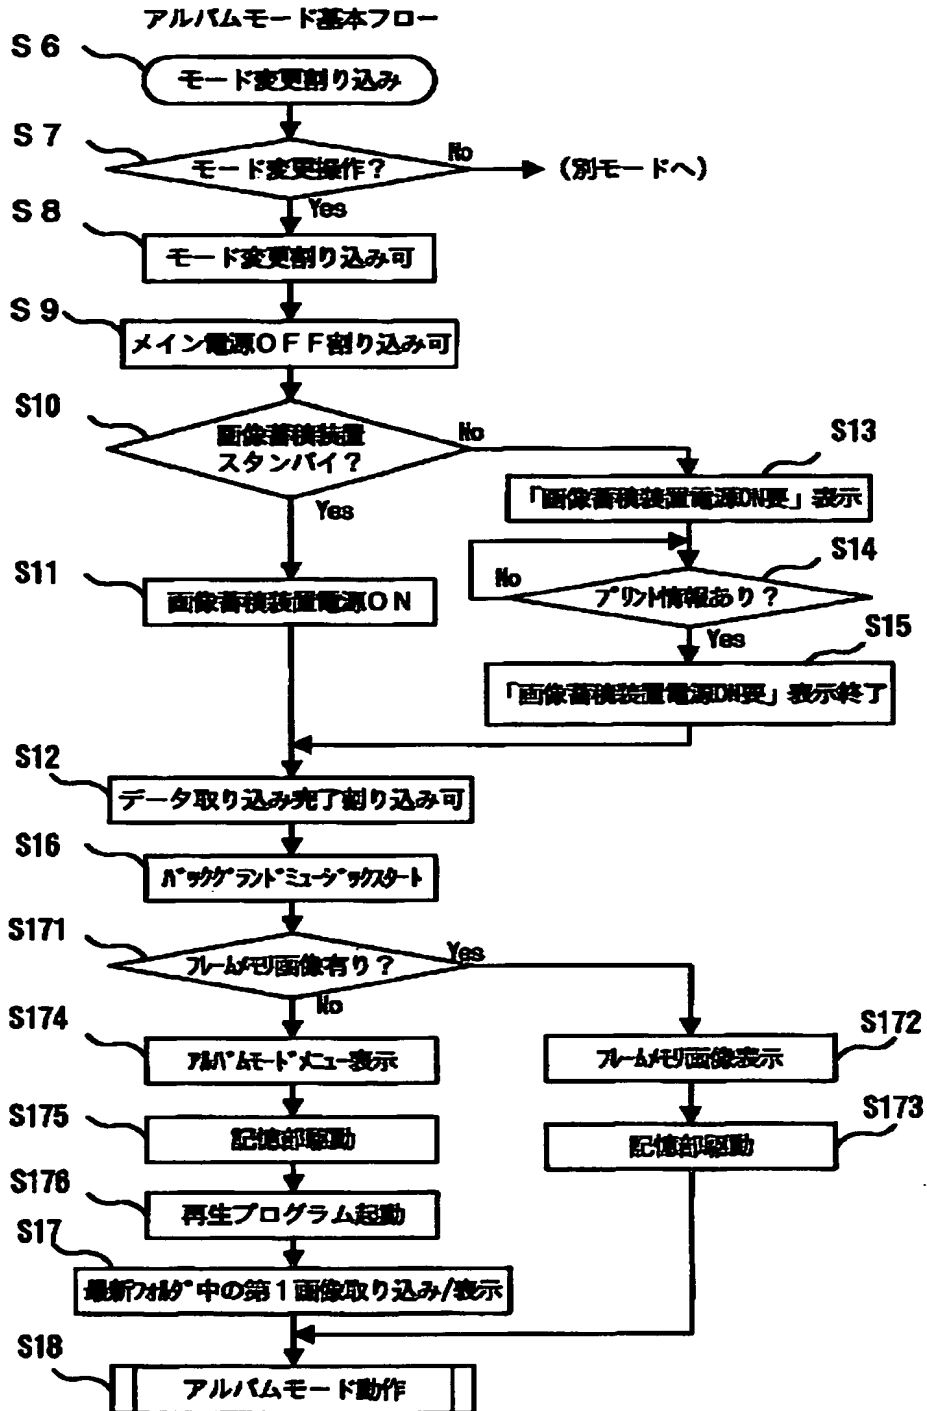 アルバムモード基本フロー
S6
モード変更割り込み
S7
モード変更操作?
No
(別モードへ)
Yes
S8
モード変更割り込み可
S9
メイン電源OFF割り込み可
S10
画像蓄積装置
スタンバイ?
No
Yes
S13
「画像蓄積装置電源ON要」表示
S14
プリント情報あり?
No
Yes
S11
画像蓄積装置電源ON
S15
「画像蓄積装置電源ON要」表示終了
S12
データ取り込み完了割り込み可
S16
バックグランドミュージックスタート
S171
フレームメモリ画像有り?
Yes
No
S174
アルバムモードメニュー表示
S172
フレームメモリ画像表示
S175
記憶部駆動
S173
記憶部駆動
S176
再生プログラム起動
S17
最新フォルダ中の第1画像取り込み/表示
S18
アルバムモード動作